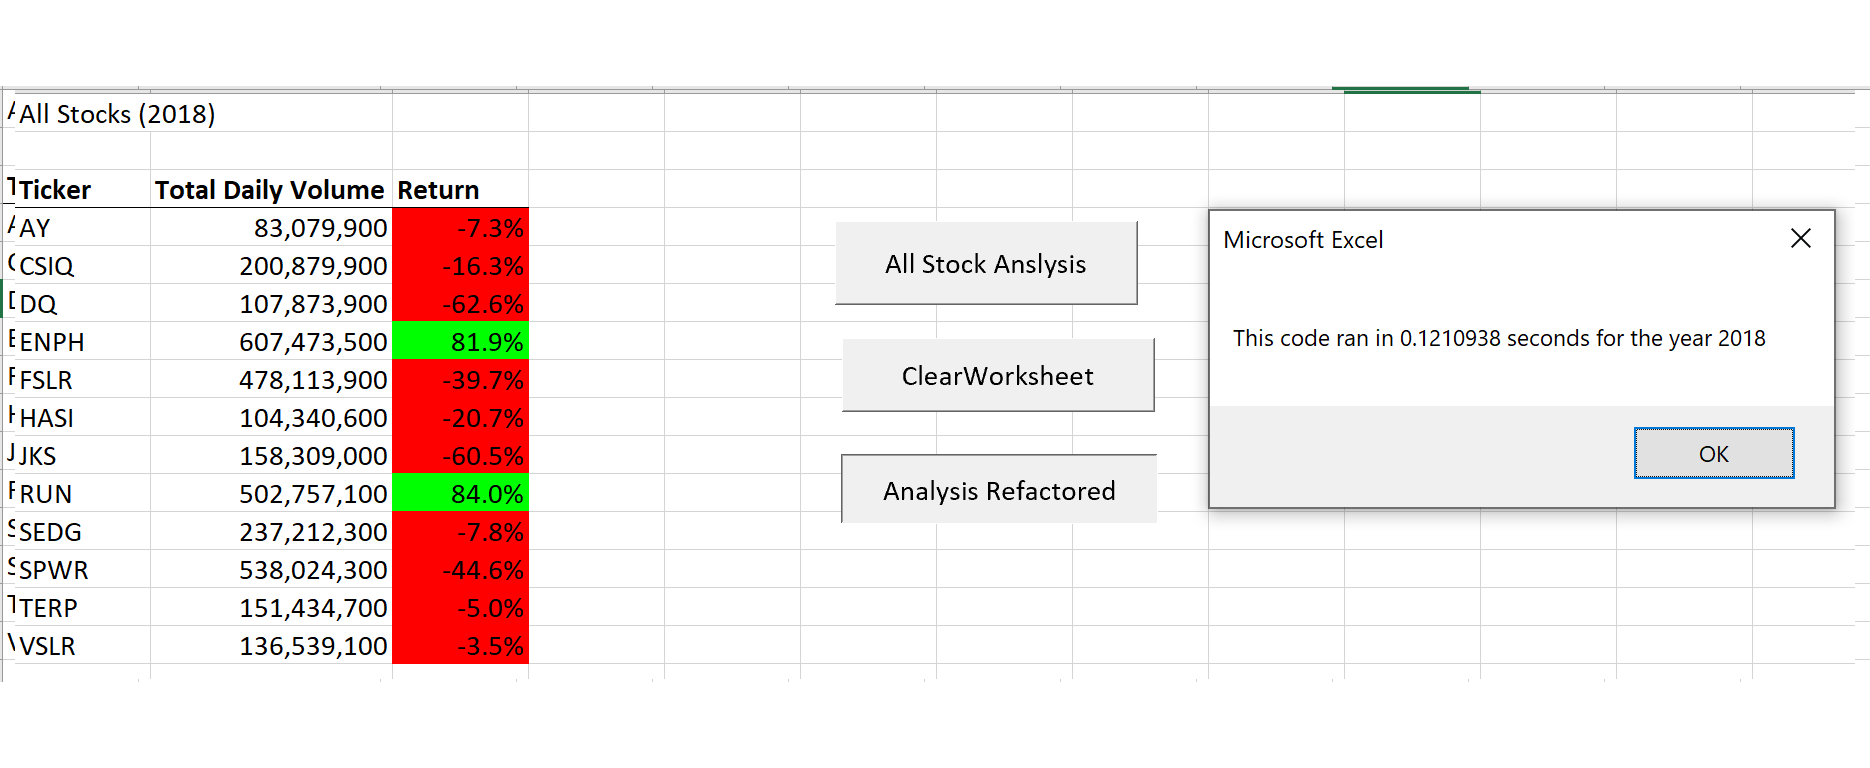 All Stocks (2018)
Ticker Total Daily Volume Return
AY 83,079,900 -7.3%
CSIQ 200,879,900 -16.3%
DQ 107,873,900 -62.6%
ENPH 607,473,500 81.9%
FSLR 478,113,900 -39.7%
HASI 104,340,600 -20.7%
JKS 158,309,000 -60.5%
RUN 502,757,100 84.0%
SEDG 237,212,300 -7.8%
SPWR 538,024,300 -44.6%
TERP 151,434,700 -5.0%
VSLR 136,539,100 -3.5%
All Stock Anslysis
ClearWorksheet
Analysis Refactored
Microsoft Excel
This code ran in 0.1210938 seconds for the year 2018
OK